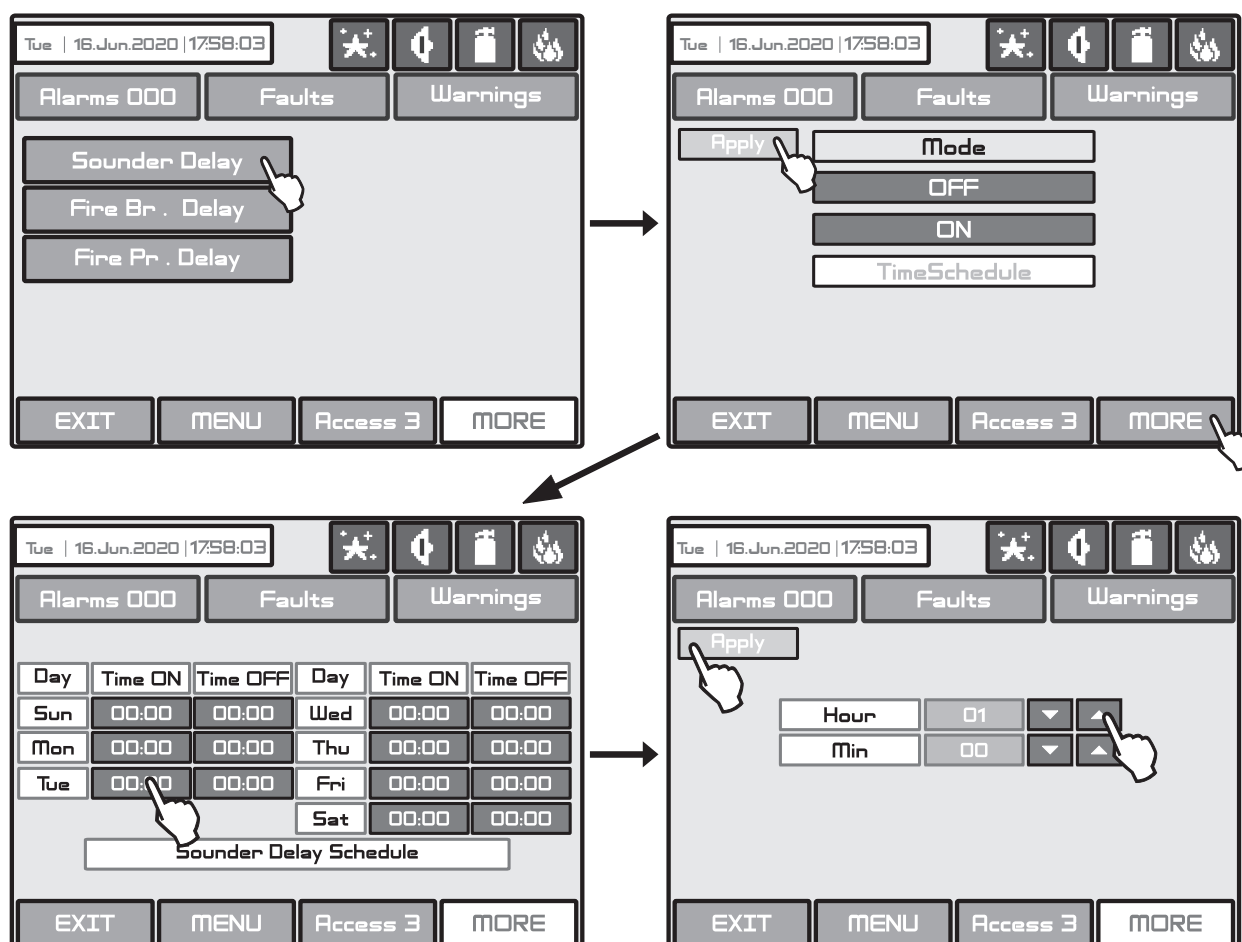 Tue | 16.Jun.2020 | 17:58:03
Alarms 000 Faults Warnings
Sounder Delay
Fire Br . Delay
Fire Pr . Delay
EXIT MENU Access 3 MORE
Tue | 16.Jun.2020 | 17:58:03
Alarms 000 Faults Warnings
Apply Mode
OFF
ON
TimeSchedule
EXIT MENU Access 3 MORE
Tue | 16.Jun.2020 | 17:58:03
Alarms 000 Faults Warnings
Day Time ON Time OFF Day Time ON Time OFF
Sun 00:00 00:00 Wed 00:00 00:00
Mon 00:00 00:00 Thu 00:00 00:00
Tue 00:00 00:00 Fri 00:00 00:00
Sat 00:00 00:00
Sounder Delay Schedule
EXIT MENU Access 3 MORE
Tue | 16.Jun.2020 | 17:58:03
Alarms 000 Faults Warnings
Apply
Hour 01
Min 00
EXIT MENU Access 3 MORE